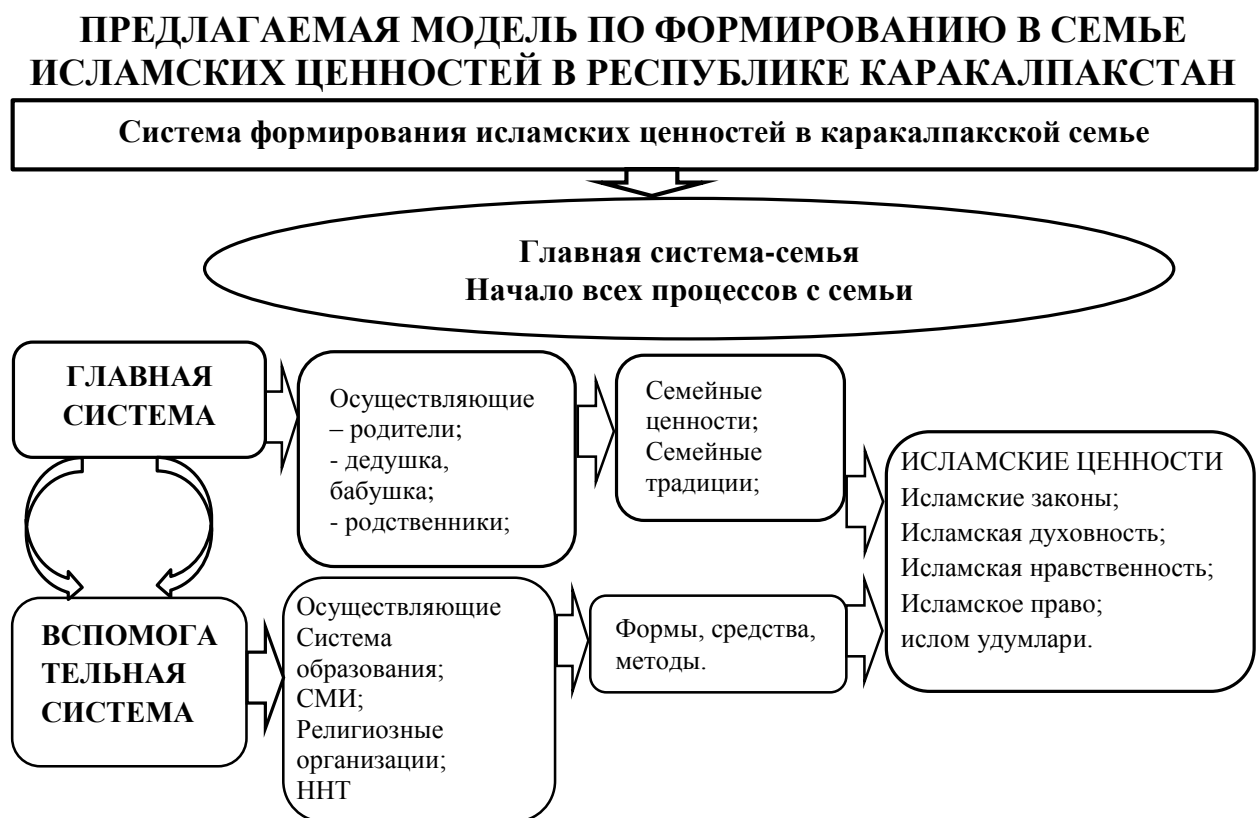 ПРЕДЛАГАЕМАЯ МОДЕЛЬ ПО ФОРМИРОВАНИЮ В СЕМЬЕ
ИСЛАМСКИХ ЦЕННОСТЕЙ В РЕСПУБЛИКЕ КАРАКАЛПАКСТАН
Система формирования исламских ценностей в каракалпакской семье
Главная система-семья
Начало всех процессов с семьи
ГЛАВНАЯ
СИСТЕМА
Осуществляющие
– родители;
- дедушка,
бабушка;
- родственники;
Семейные
ценности;
Семейные
традиции;
ИСЛАМСКИЕ ЦЕННОСТИ
Исламские законы;
Исламская духовность;
Исламская нравственность;
Исламское право;
ислом удумлари.
ВСПОМОГА
ТЕЛЬНАЯ
СИСТЕМА
Осуществляющие
Система
образования;
СМИ;
Религиозные
организации;
ННТ
Формы, средства,
методы.